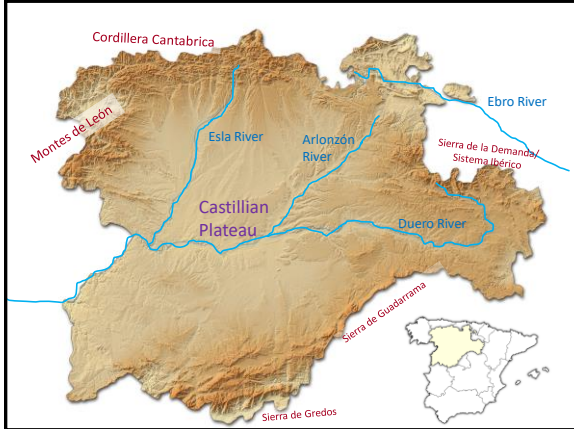 Cordillera Cantabrica
Montes de León
Esla River
Arlonzón
River
Ebro River
Sierra de la Demanda/
Sistema Ibérico
Castillian
Plateau
Duero River
Sierra de Guadarrama
Sierra de Gredos